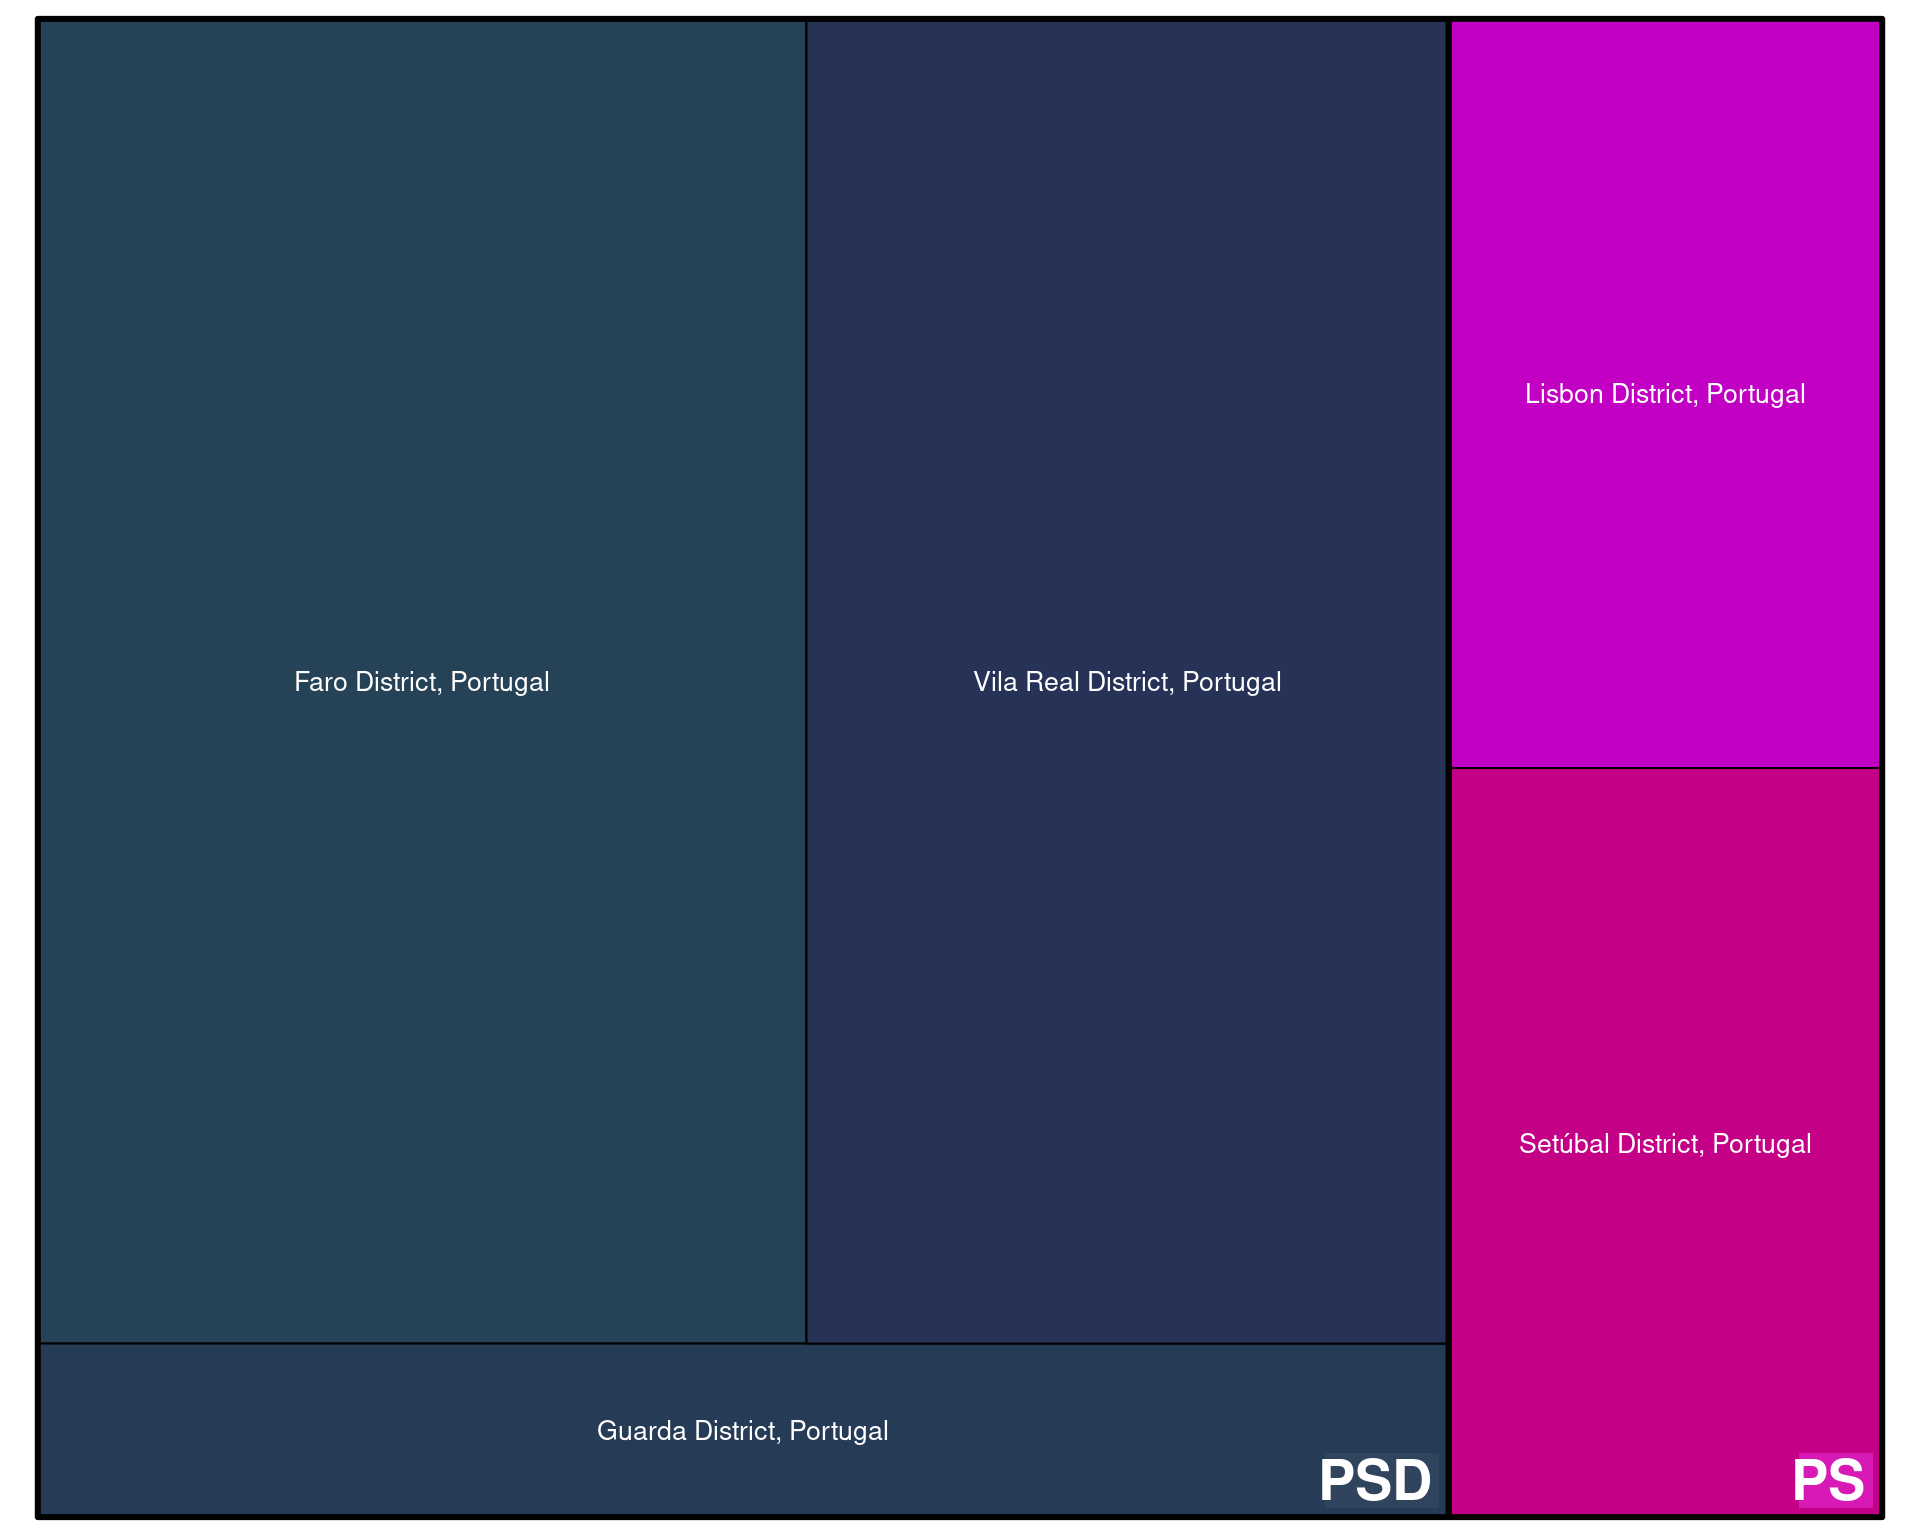 Faro District, Portugal
Vila Real District, Portugal
Guarda District, Portugal
PSD
Lisbon District, Portugal
Setúbal District, Portugal
PS